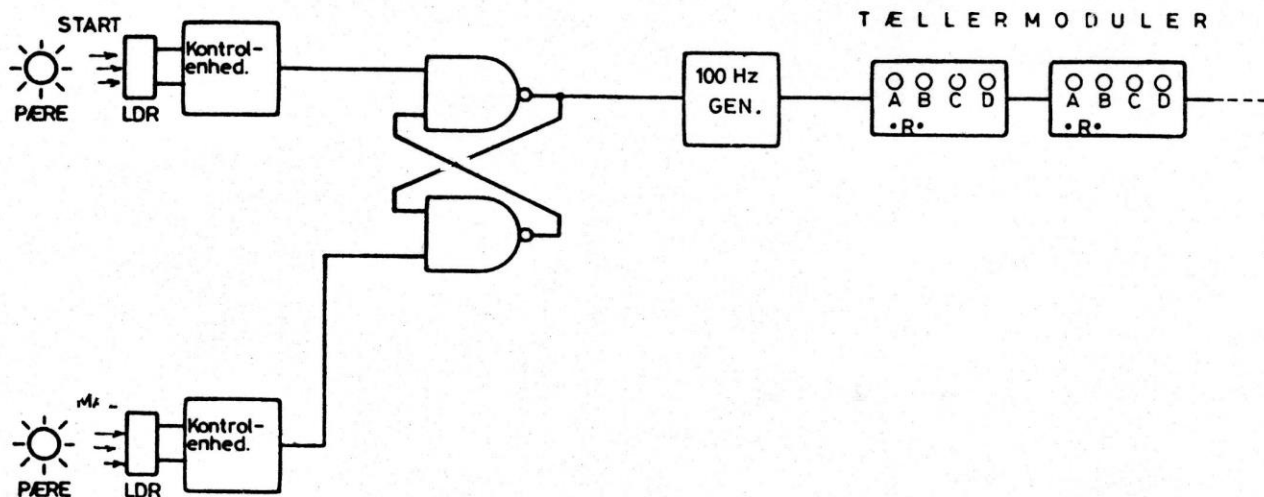 START
Kontrol-
enhed.
PÆRE
LDR
100 Hz
GEN.
TÆLLERMODULER
A B C D
•R•
A B C D
•R•
Kontrol-
enhed.
PÆRE
LDR